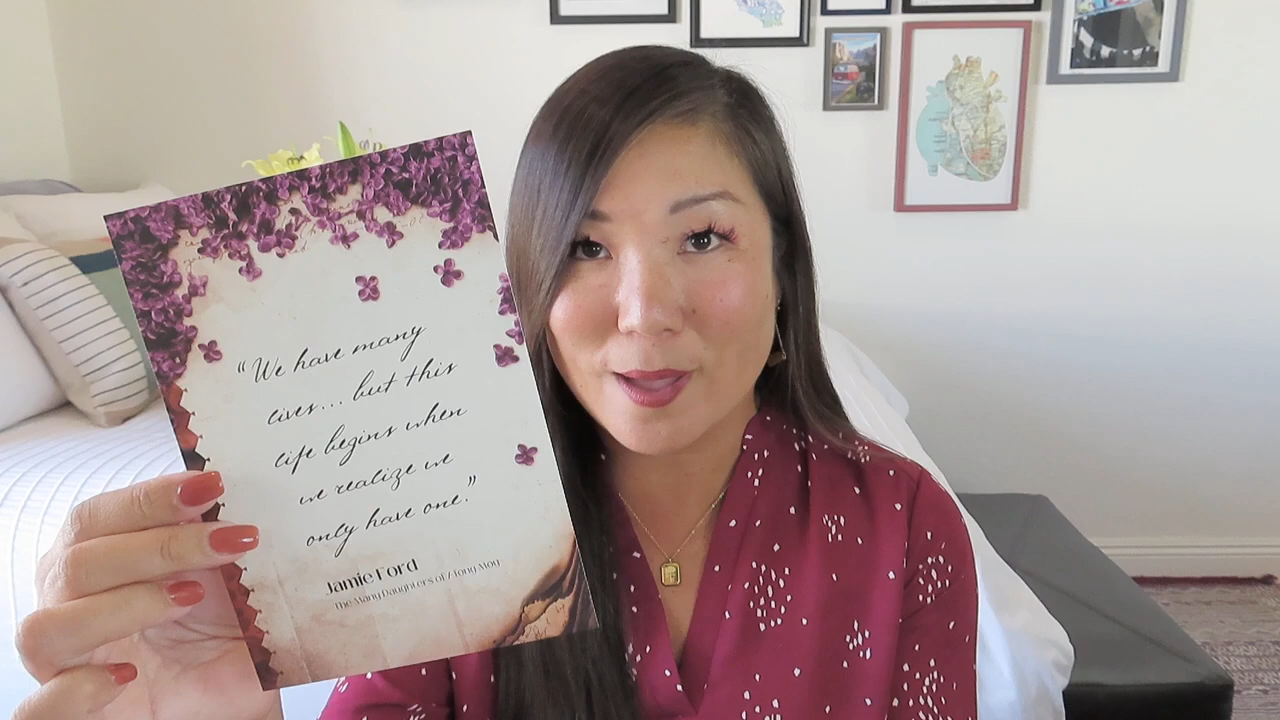 “We have many
lives... but this
life begins when
we realize we
only have one.”
Jamie Ford
The Many Daughters of Afong Moy